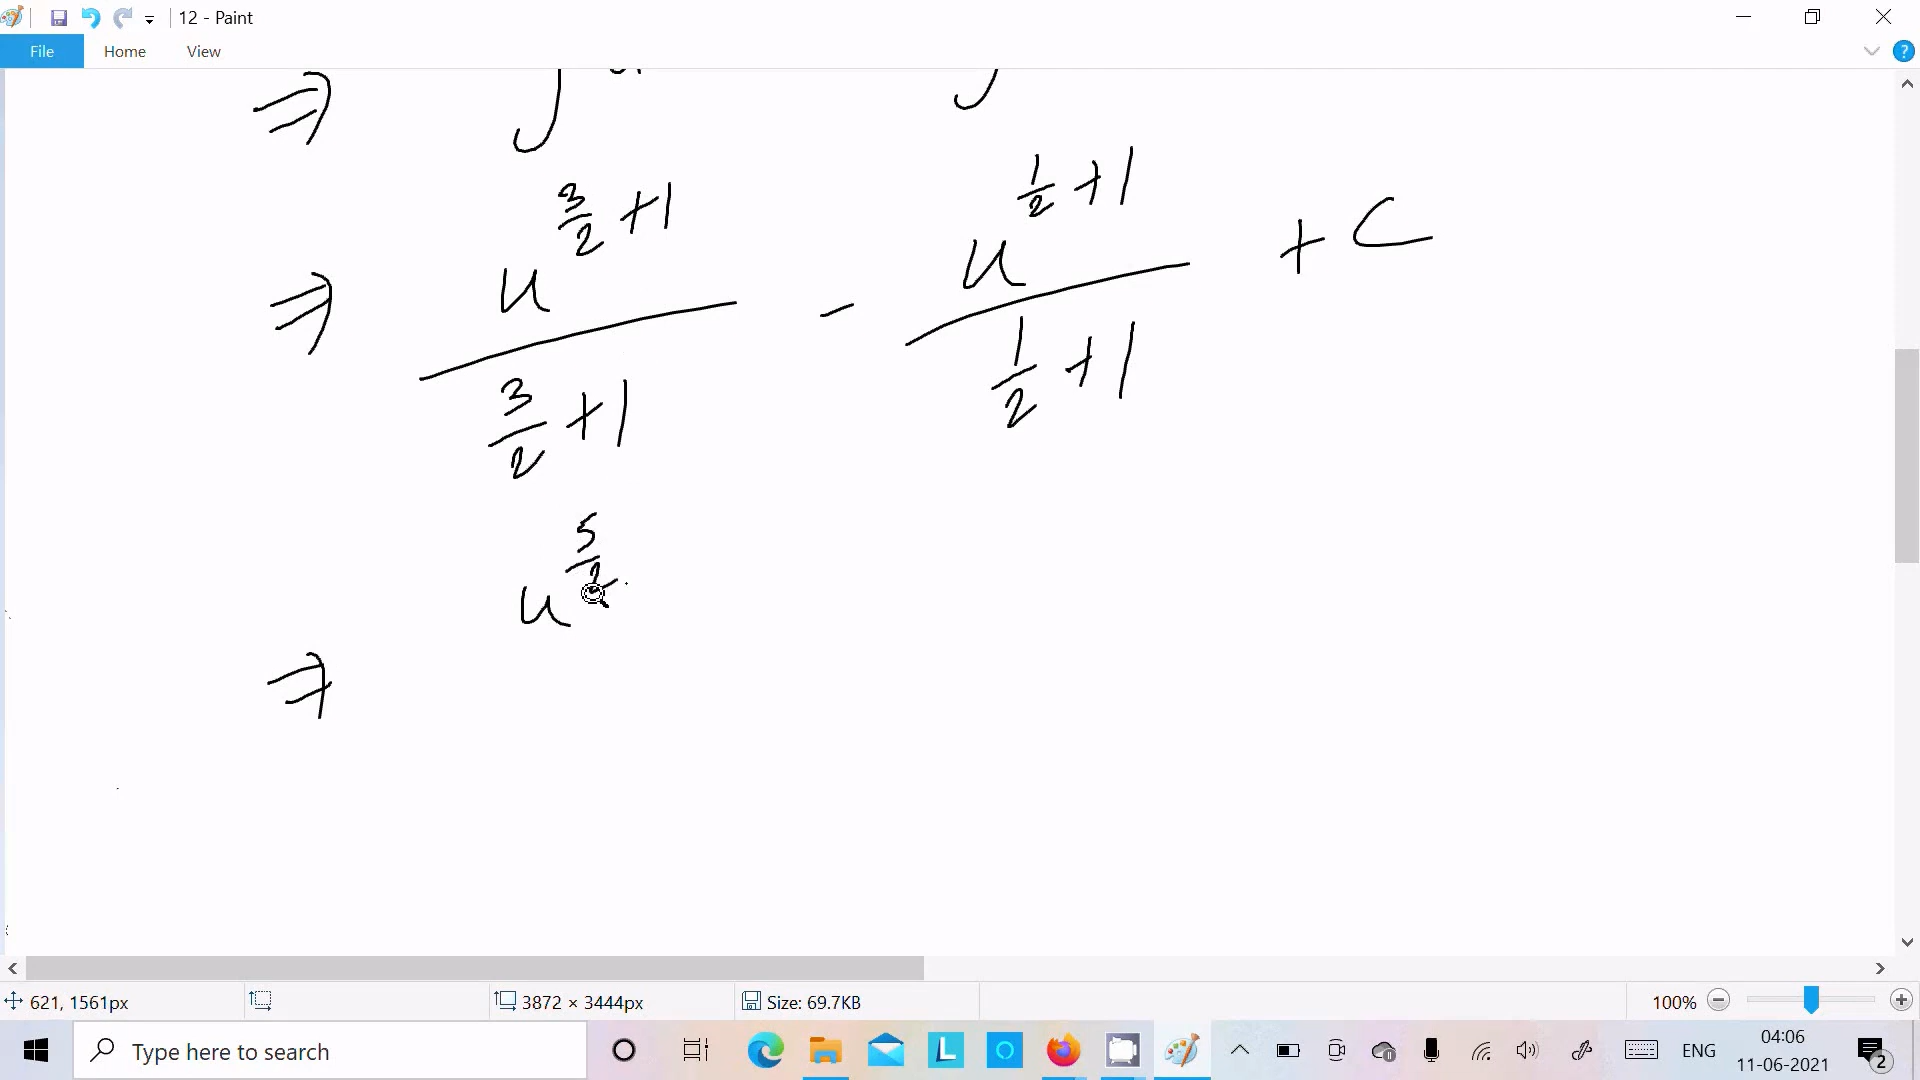 12 - Paint
File Home View
⇒ ∫ ∫
⇒ u^(3/2 +1) / (3/2 +1) - u^(1/2 +1) / (1/2 +1) + C
⇒ u^(5/2)
621, 1561px 3872 × 3444px Size: 69.7KB 100%
Type here to search ENG 04:06
11-06-2021 2